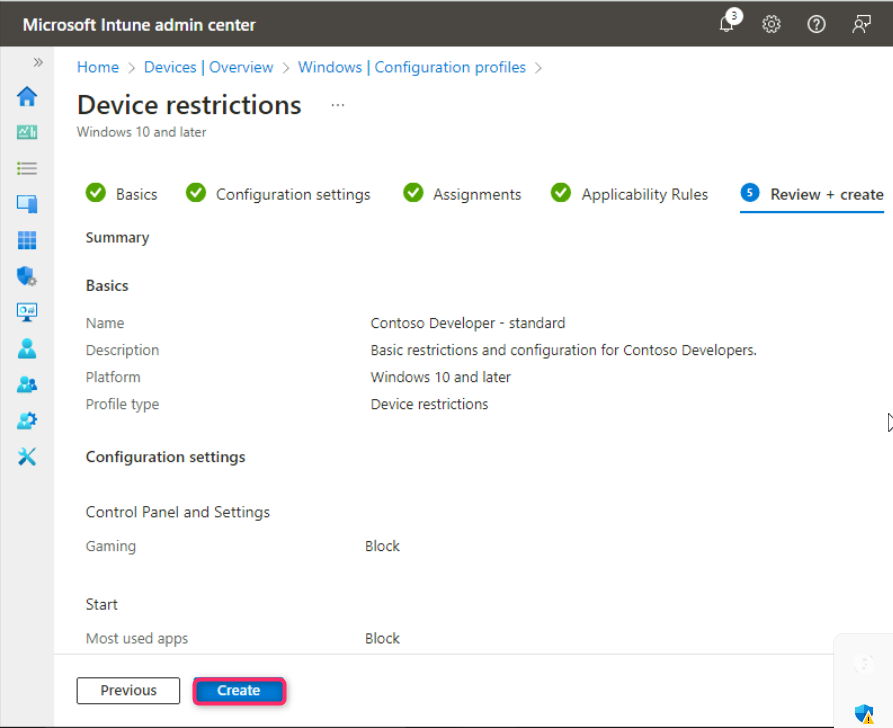 Microsoft Intune admin center
3
Home > Devices | Overview > Windows | Configuration profiles >
Device restrictions ...
Windows 10 and later
Basics Configuration settings Assignments Applicability Rules 5 Review + create
Summary
Basics
Name Contoso Developer - standard
Description Basic restrictions and configuration for Contoso Developers.
Platform Windows 10 and later
Profile type Device restrictions
Configuration settings
Control Panel and Settings
Gaming Block
Start
Most used apps Block
Previous Create